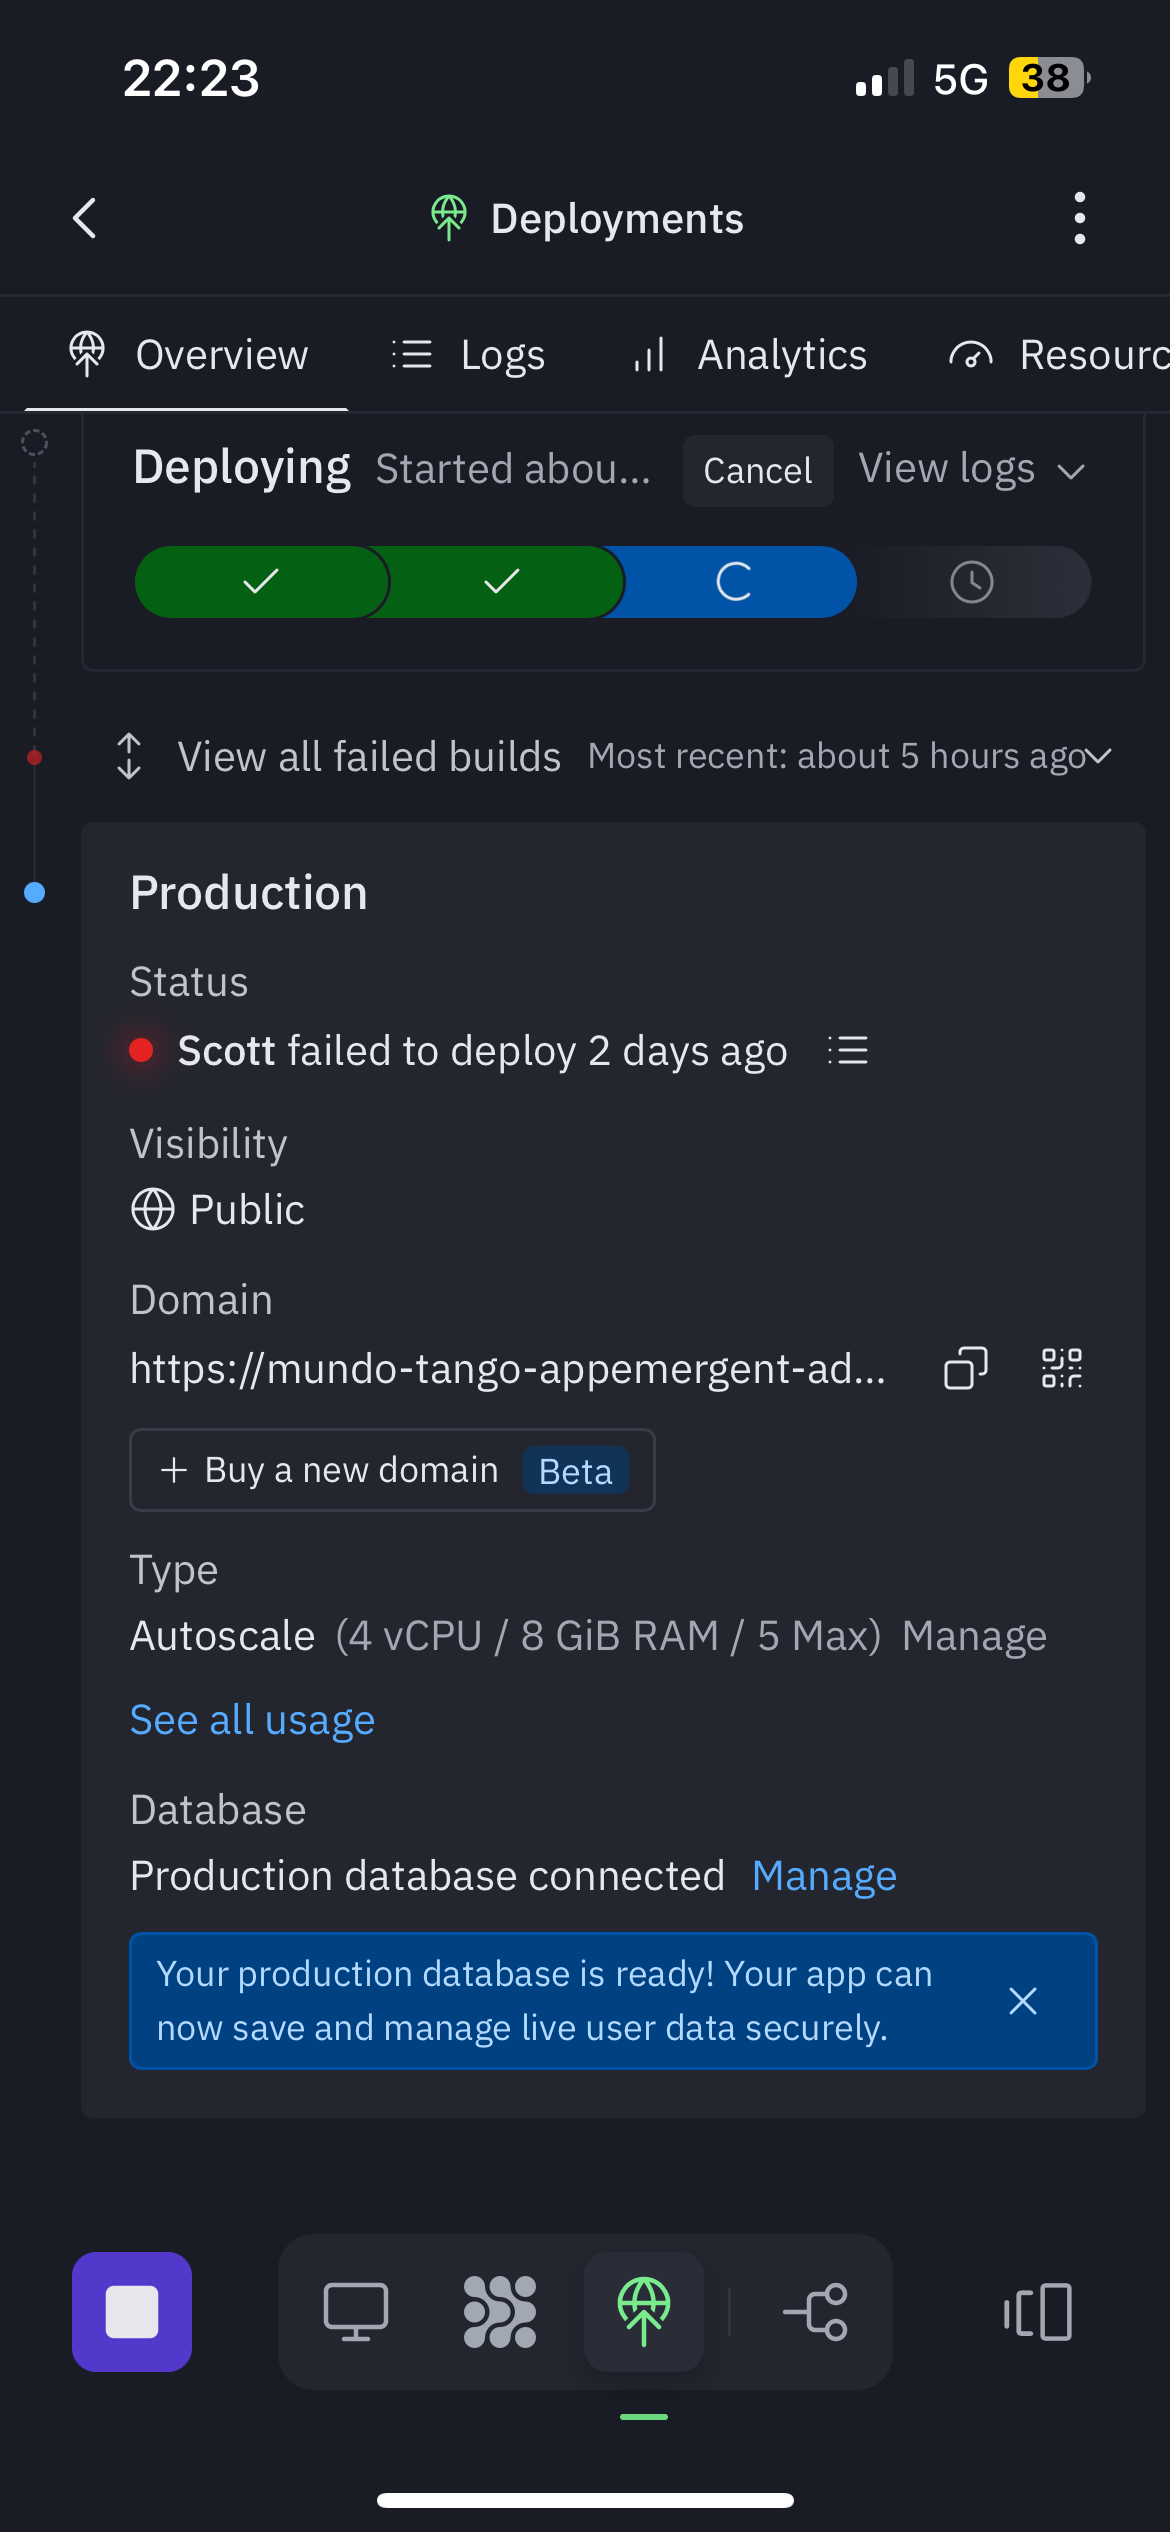 22:23
5G
38
Deployments
Overview
Logs
Analytics
Resourc
Deploying
Started abou...
Cancel
View logs
View all failed builds
Most recent: about 5 hours ago
Production
Status
Scott failed to deploy 2 days ago
Visibility
Public
Domain
https://mundo-tango-appemergent-ad...
+ Buy a new domain
Beta
Type
Autoscale (4 vCPU / 8 GiB RAM / 5 Max) Manage
See all usage
Database
Production database connected Manage
Your production database is ready! Your app can
now save and manage live user data securely.